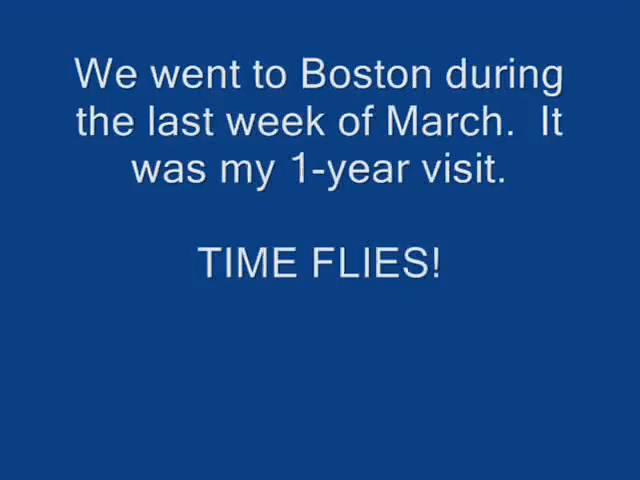 We went to Boston during
the last week of March.  It
was my 1-year visit.
TIME FLIES!